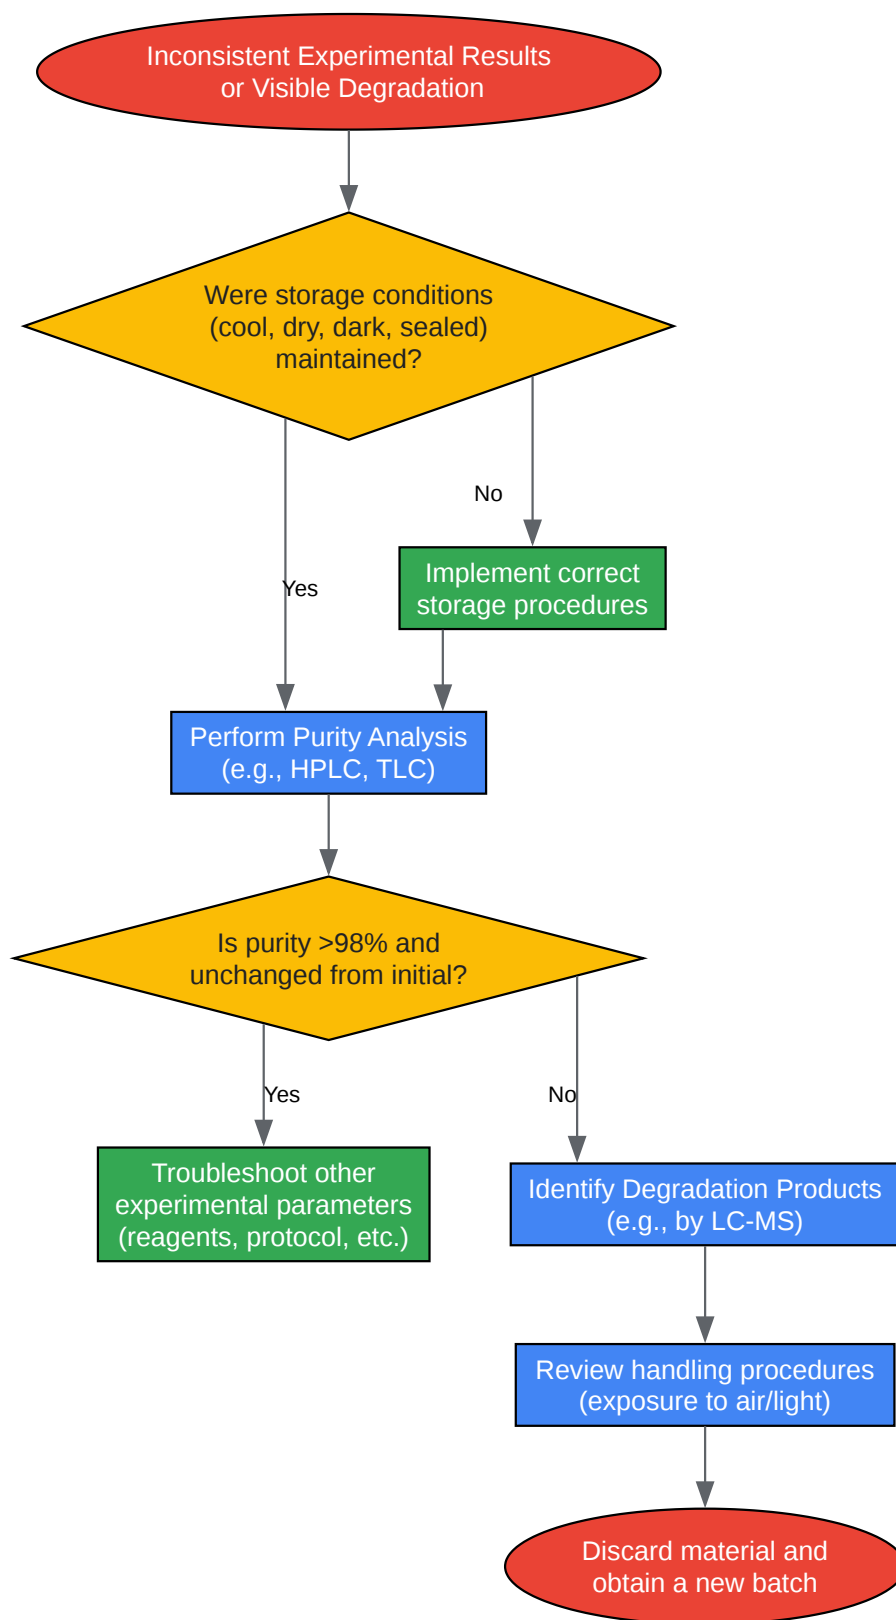 Inconsistent Experimental Results
or Visible Degradation
Were storage conditions
(cool, dry, dark, sealed)
maintained?
No
Yes
Implement correct
storage procedures
Perform Purity Analysis
(e.g., HPLC, TLC)
Is purity >98% and
unchanged from initial?
Yes
No
Troubleshoot other
experimental parameters
(reagents, protocol, etc.)
Identify Degradation Products
(e.g., by LC-MS)
Review handling procedures
(exposure to air/light)
Discard material and
obtain a new batch